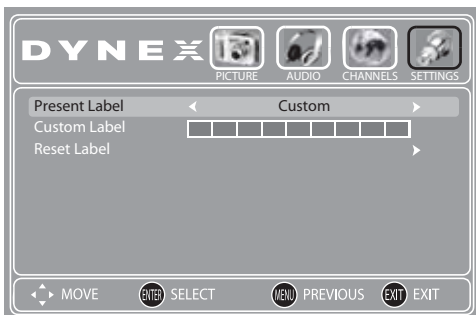 DYNEX
PICTURE AUDIO CHANNELS SETTINGS
Present Label Custom
Custom Label
Reset Label
MOVE ENTER SELECT MENU PREVIOUS EXIT EXIT